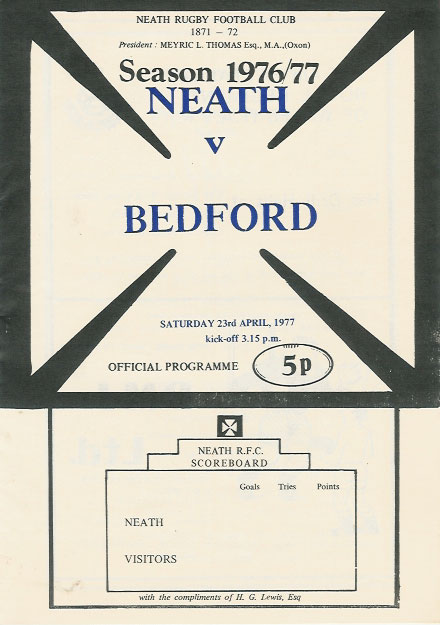 NEATH RUGBY FOOTBALL CLUB
1871 – 72
President : MEYRIC L. THOMAS Esq., M.A.,(Oxon)
Season 1976/77
NEATH
v
BEDFORD
SATURDAY 23rd APRIL, 1977
kick-off 3.15 p.m.
OFFICIAL PROGRAMME 5p
NEATH R.F.C.
SCOREBOARD
Goals Tries Points
NEATH
VISITORS
with the compliments of H. G. Lewis, Esq